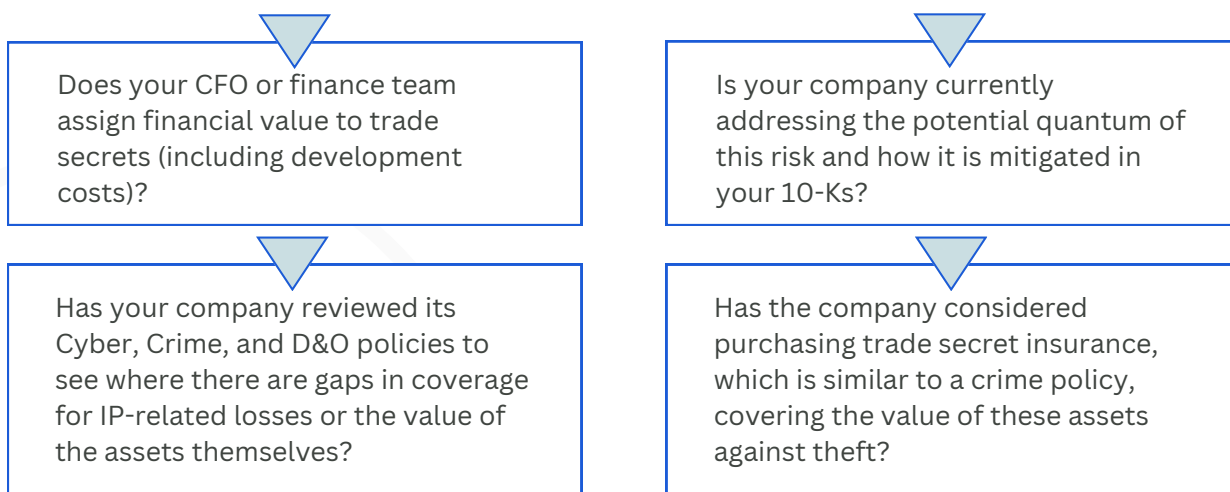 Does your CFO or finance team
assign financial value to trade
secrets (including development
costs)?
Is your company currently
addressing the potential quantum of
this risk and how it is mitigated in
your 10-Ks?
Has your company reviewed its
Cyber, Crime, and D&O policies to
see where there are gaps in coverage
for IP-related losses or the value of
the assets themselves?
Has the company considered
purchasing trade secret insurance,
which is similar to a crime policy,
covering the value of these assets
against theft?